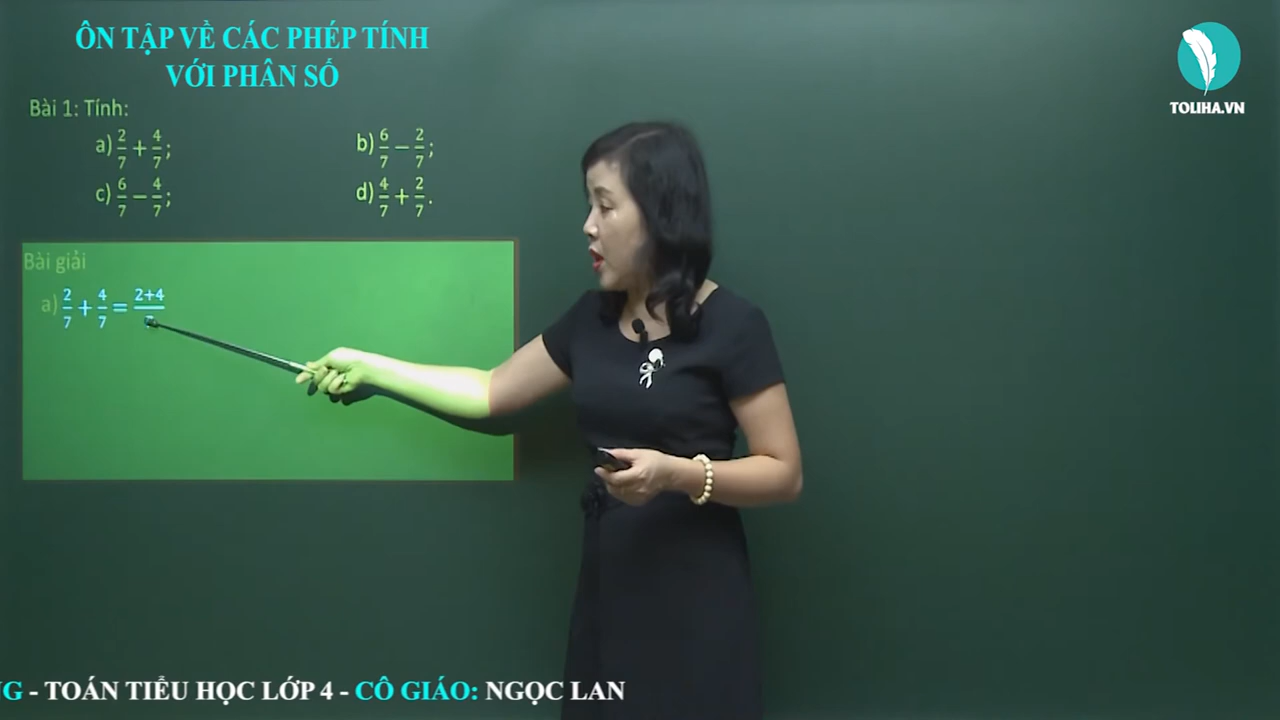 ÔN TẬP VỀ CÁC PHÉP TÍNH
VỚI PHÂN SỐ
TOLIHA.VN
Bài 1: Tính:
a) 2/7 + 4/7;
b) 6/7 − 2/7;
c) 6/7 − 4/7;
d) 4/7 + 2/7.
Bài giải
a) 2/7 + 4/7 = 2+4/7
G - TOÁN TIỂU HỌC LỚP 4 - CÔ GIÁO: NGỌC LAN